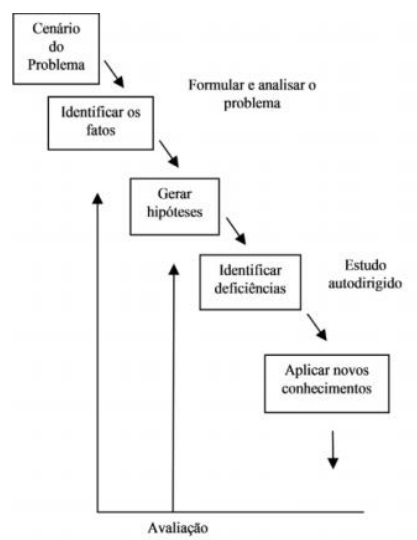 Cenário
do
Problema
Formular e analisar o
problema
Identificar os
fatos
Gerar
hipóteses
Identificar
deficiências
Estudo
autodirigido
Aplicar novos
conhecimentos
Avaliação